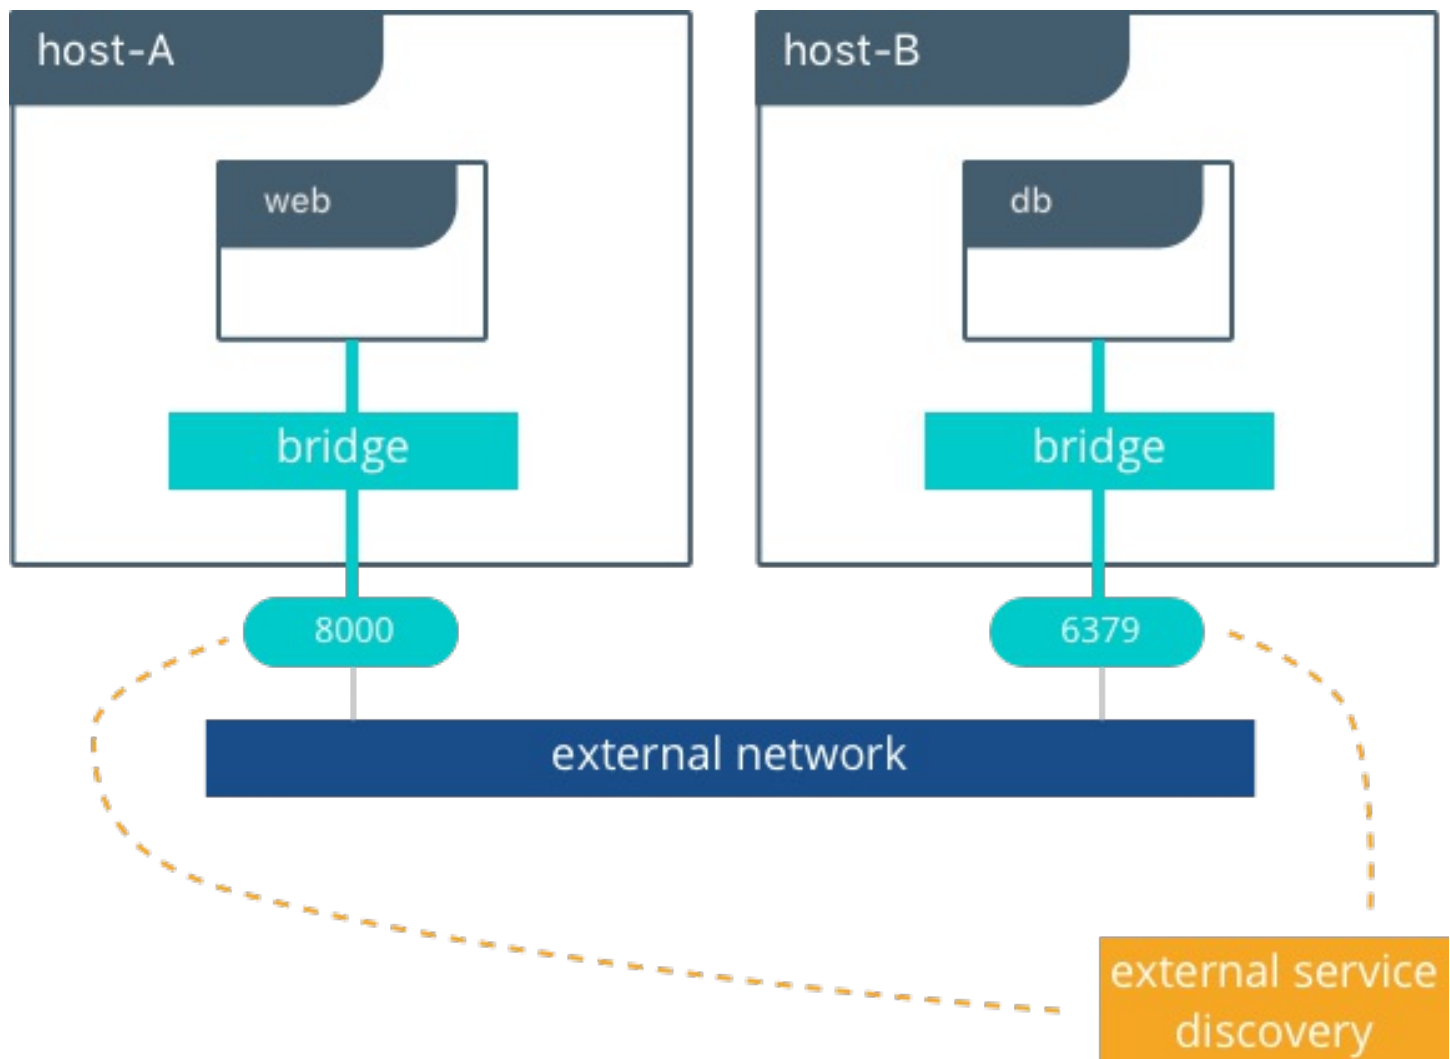 host-A
host-B
web
db
bridge
bridge
8000
6379
external network
external service
discovery